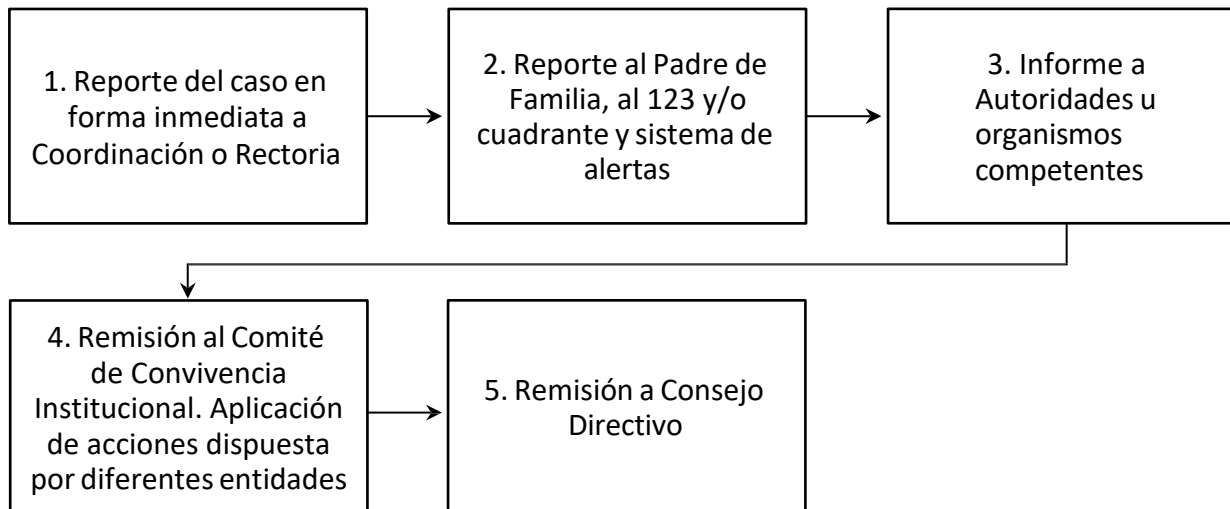 1. Reporte del caso en
forma inmediata a
Coordinación o Rectoria
2. Reporte al Padre de
Familia, al 123 y/o
cuadrante y sistema de
alertas
3. Informe a
Autoridades u
organismos
competentes
4. Remisión al Comité
de Convivencia
Institucional. Aplicación
de acciones dispuesta
por diferentes entidades
5. Remisión a Consejo
Directivo